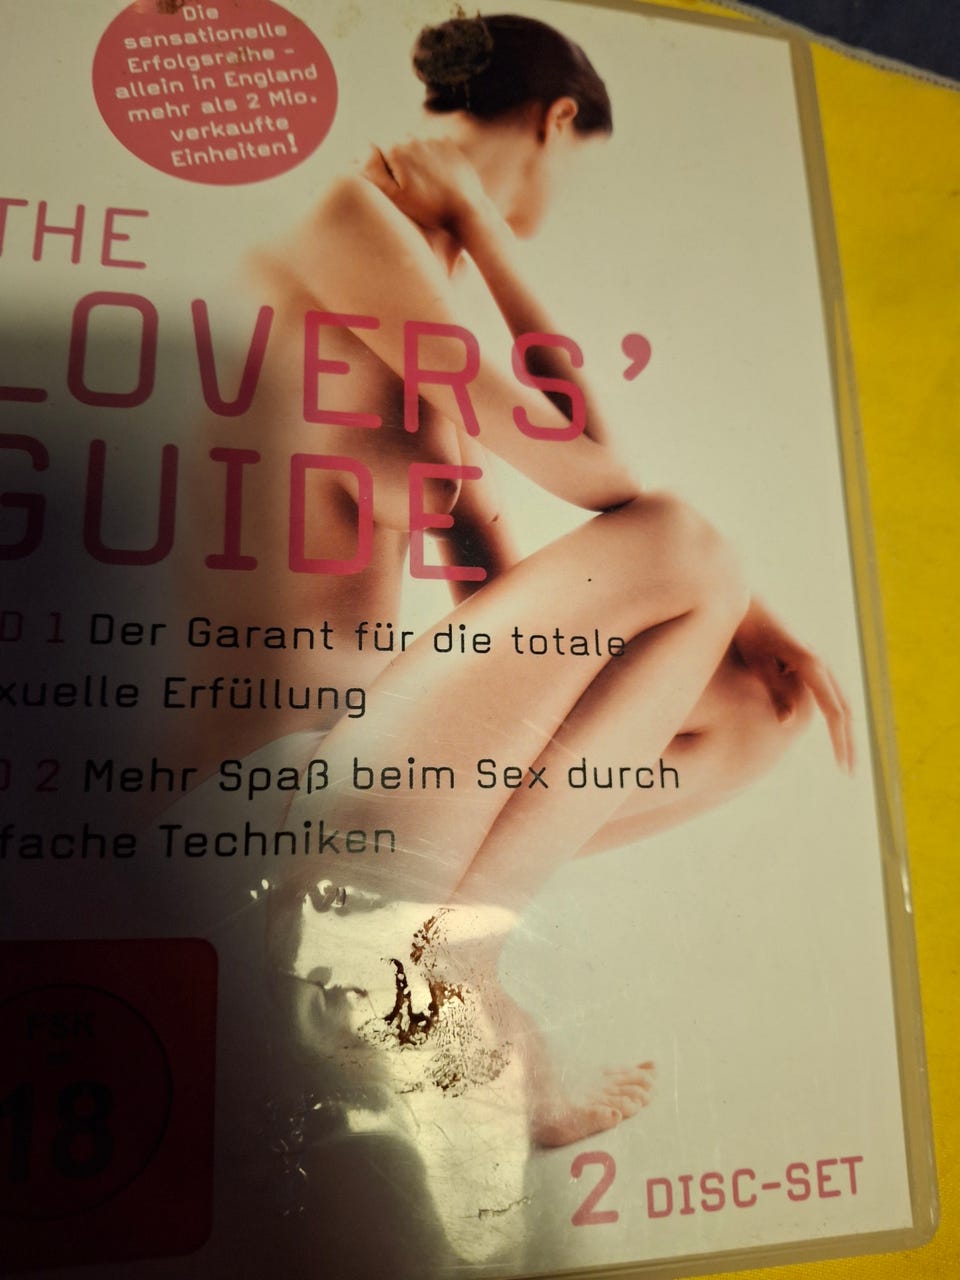 Die
sensationelle
Erfolgsreihe -
allein in England
mehr als 2 Mio.
verkaufte
Einheiten!
THE
LOVERS'
GUIDE
D 1 Der Garant für die totale
xuelle Erfüllung
D 2 Mehr Spaß beim Sex durch
fache Techniken
FSK
18
2 DISC-SET